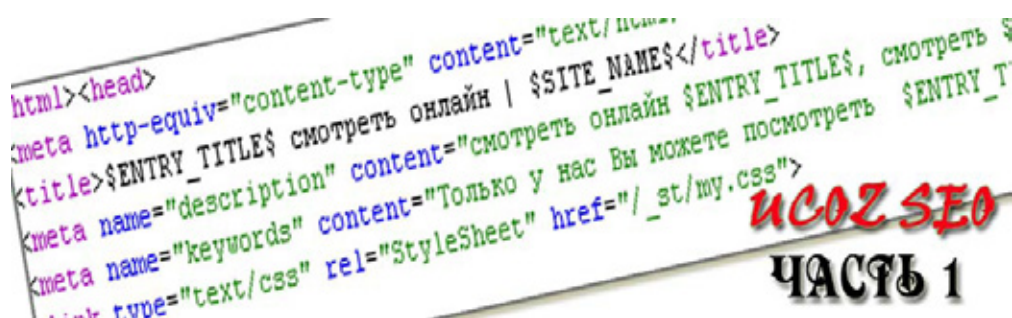 html><head>
<meta http-equiv="content-type" content="text/html;
<title>$ENTRY_TITLE$ смотреть онлайн | $SITE_NAME$</title>
<meta name="description" content="смотреть онлайн $ENTRY_TITLE$, смотреть $
<meta name="keywords" content="Только у нас Вы можете посмотреть $ENTRY_T
link type="text/css" rel="StyleSheet" href="/_st/my.css">
UCOZ SEO
ЧАСТЬ 1